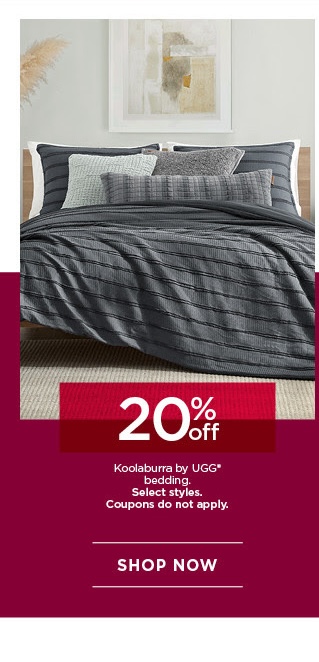 20% off
Koolaburra by UGG®
bedding.
Select styles.
Coupons do not apply.
SHOP NOW